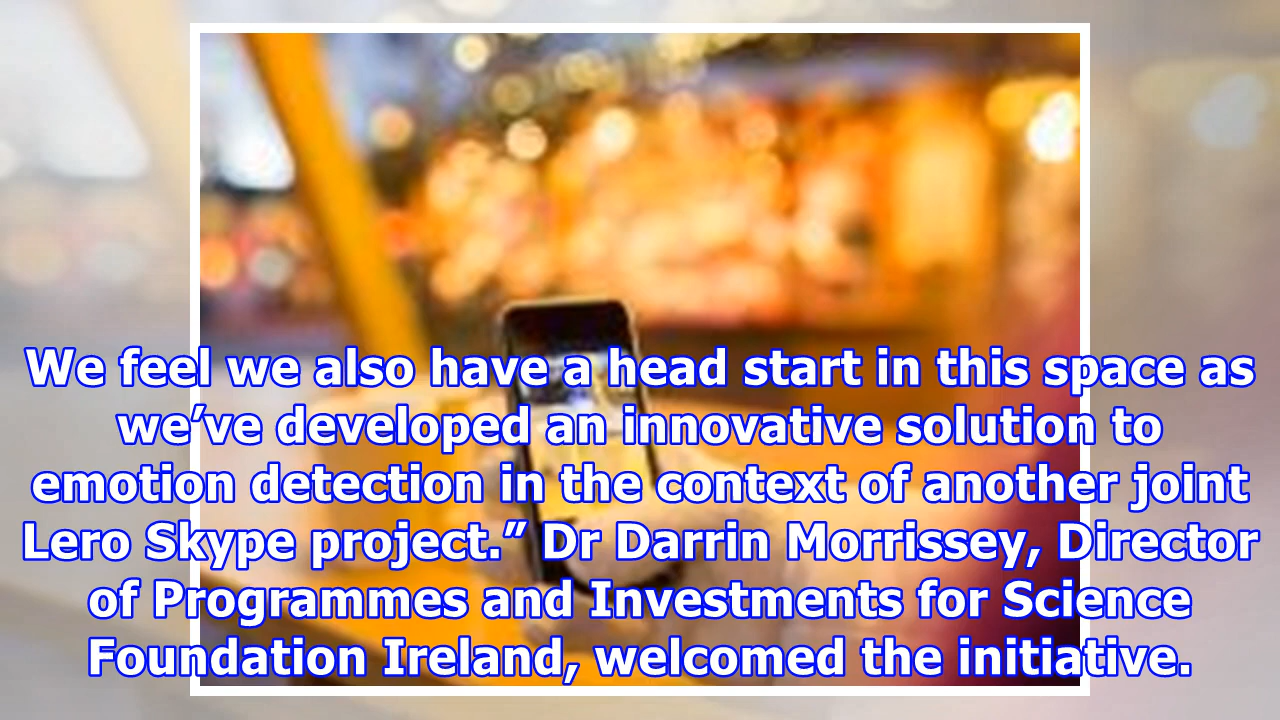 We feel we also have a head start in this space as
we’ve developed an innovative solution to
emotion detection in the context of another joint
Lero Skype project.” Dr Darrin Morrissey, Director
of Programmes and Investments for Science
Foundation Ireland, welcomed the initiative.